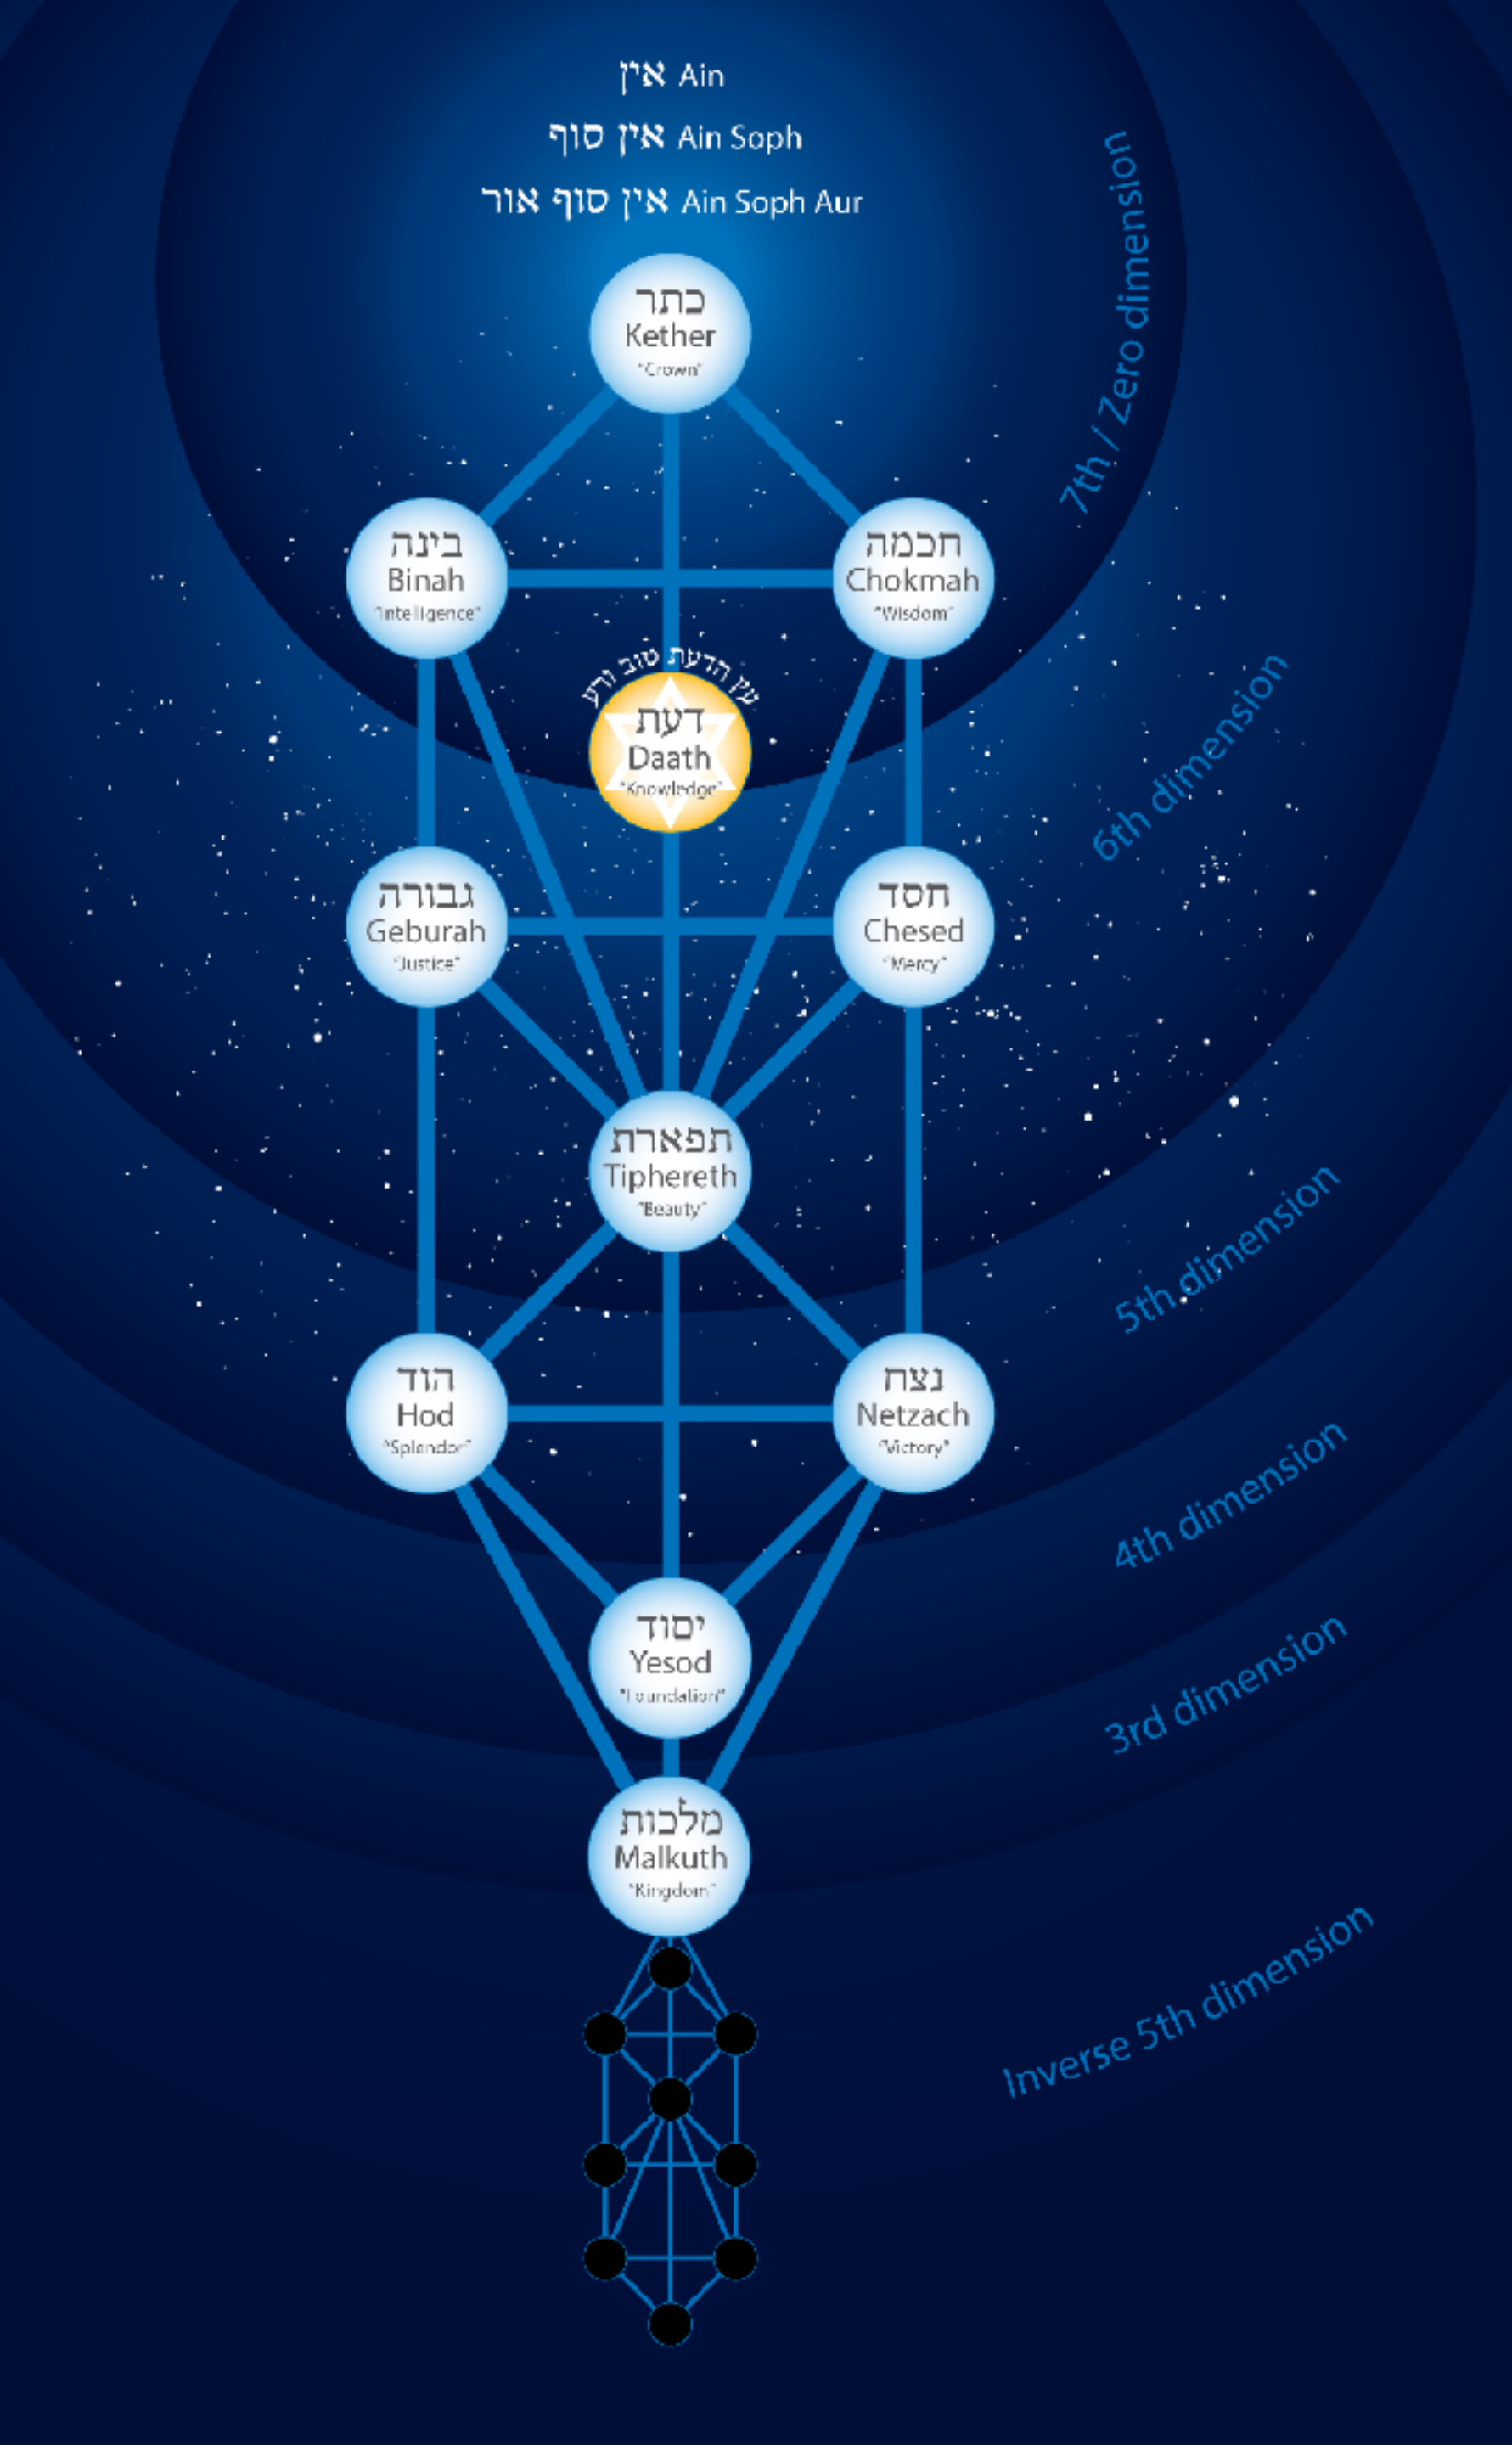 אין Ain
אין סוף Ain Soph
אין סוף אור Ain Soph Aur
7th / Zero dimension
כתר
Kether
"Crown"
בינה
Binah
"Intelligence"
חכמה
Chokmah
"Wisdom"
עץ הדעת טוב ורע
דעת
Daath
"Knowledge"
6th dimension
גבורה
Geburah
"Justice"
חסד
Chesed
"Mercy"
תפארת
Tiphereth
"Beauty"
5th dimension
הוד
Hod
"Splendor"
נצח
Netzach
"Victory"
4th dimension
יסוד
Yesod
"Foundation"
3rd dimension
מלכות
Malkuth
"Kingdom"
Inverse 5th dimension